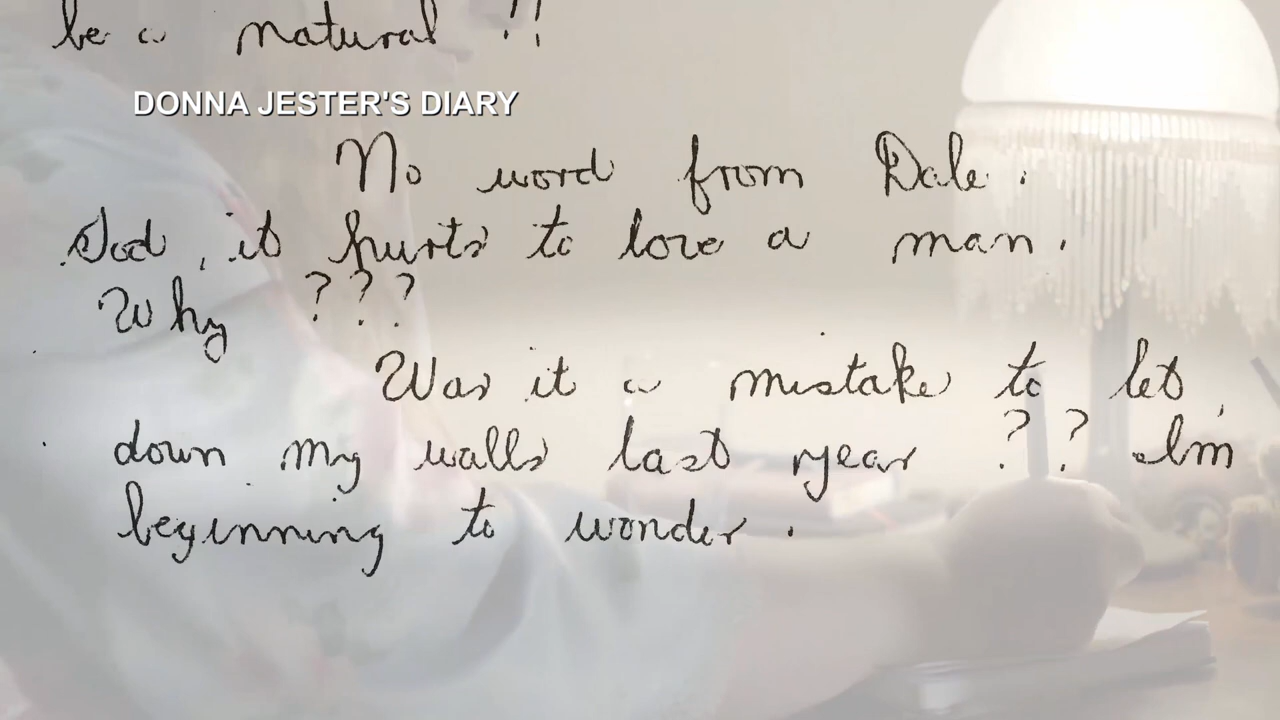 be a natural !!
DONNA JESTER'S DIARY
No word from Dale.
God, it hurts to love a man.
Why ???
Was it a mistake to let
down my walls last year ?? Im
beginning to wonder.